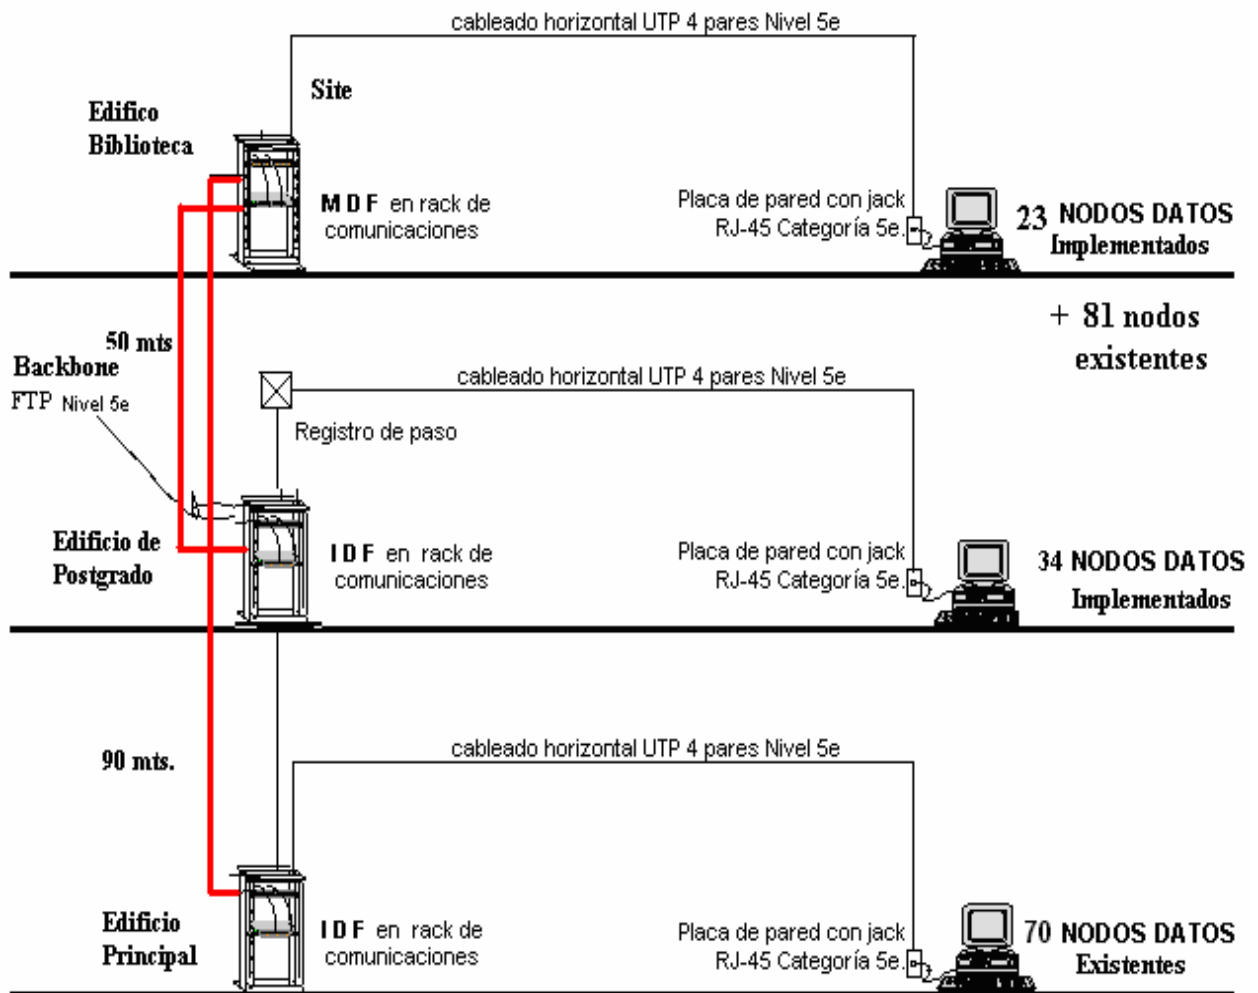 cableado horizontal UTP 4 pares Nivel 5e
Site
Edifico
Biblioteca
MDF en rack de
comunicaciones
Placa de pared con jack
RJ-45 Categoría 5e.
23 NODOS DATOS
Implementados
+ 81 nodos
existentes
50 mts
Backbone
FTP Nivel 5e
cableado horizontal UTP 4 pares Nivel 5e
Registro de paso
Edificio de
Postgrado
IDF en rack de
comunicaciones
Placa de pared con jack
RJ-45 Categoría 5e.
34 NODOS DATOS
Implementados
90 mts.
cableado horizontal UTP 4 pares Nivel 5e
Edificio
Principal
IDF en rack de
comunicaciones
Placa de pared con jack
RJ-45 Categoría 5e.
70 NODOS DATOS
Existentes